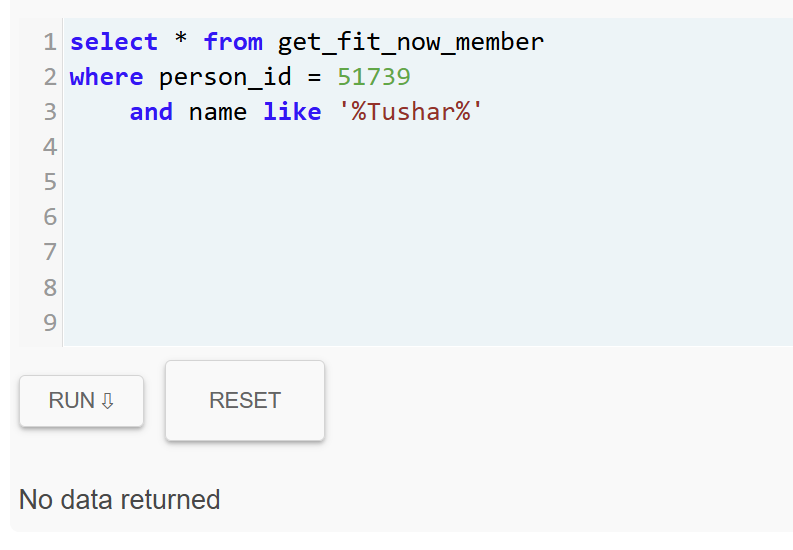 1 select * from get_fit_now_member
2 where person_id = 51739
3     and name like '%Tushar%'
4
5
6
7
8
9
RUN ⇩ RESET
No data returned